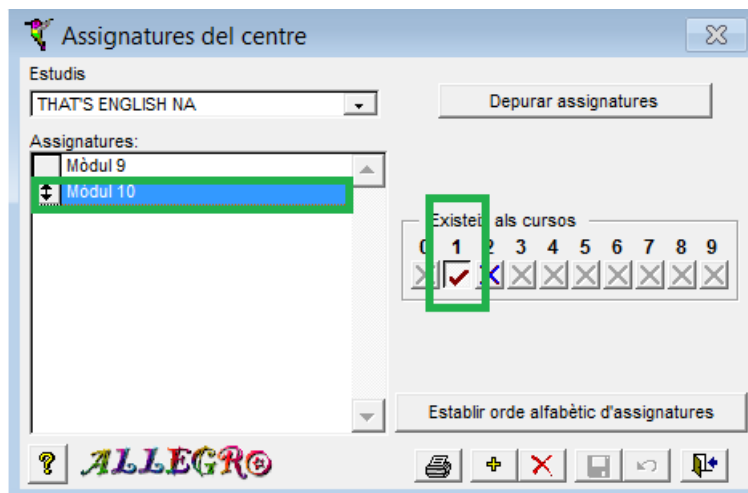 Assignatures del centre
Estudis
THAT'S ENGLISH NA
Depurar assignatures
Assignatures:
Mòdul 9
Mòdul 10
Existeix als cursos
0 1 2 3 4 5 6 7 8 9
Establir orde alfabètic d'assignatures
? ALLEGRO